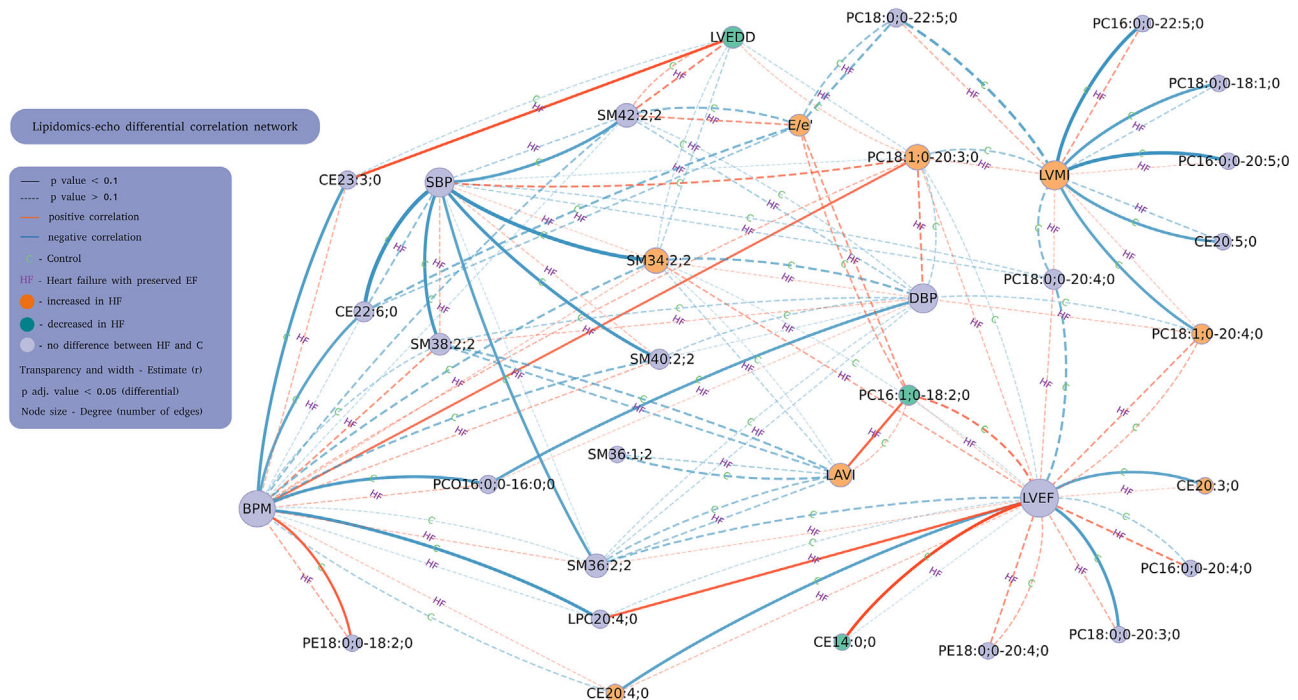 Lipidomics-echo differential correlation network
p value < 0.1
p value > 0.1
positive correlation
negative correlation
C - Control
HF - Heart failure with preserved EF
- increased in HF
- decreased in HF
- no difference between HF and C
Transparency and width - Estimate (r)
p adj. value < 0.05 (differential)
Node size - Degree (number of edges)
LVEDD
PC18:0;0-22:5;0
PC16:0;0-22:5;0
PC18:0;0-18:1;0
SM42:2;2
E/e'
PC18:1;0-20:3;0
PC16:0;0-20:5;0
CE23:3;0
SBP
LVMI
CE20:5;0
SM34:2;2
PC18:0;0-20:4;0
DBP
CE22:6;0
PC18:1;0-20:4;0
SM38:2;2
SM40:2;2
PC16:1;0-18:2;0
SM36:1;2
LAVI
PCO16:0;0-16:0;0
CE20:3;0
BPM
LVEF
SM36:2;2
PC16:0;0-20:4;0
LPC20:4;0
PE18:0;0-18:2;0
CE14:0;0
PE18:0;0-20:4;0
PC18:0;0-20:3;0
CE20:4;0